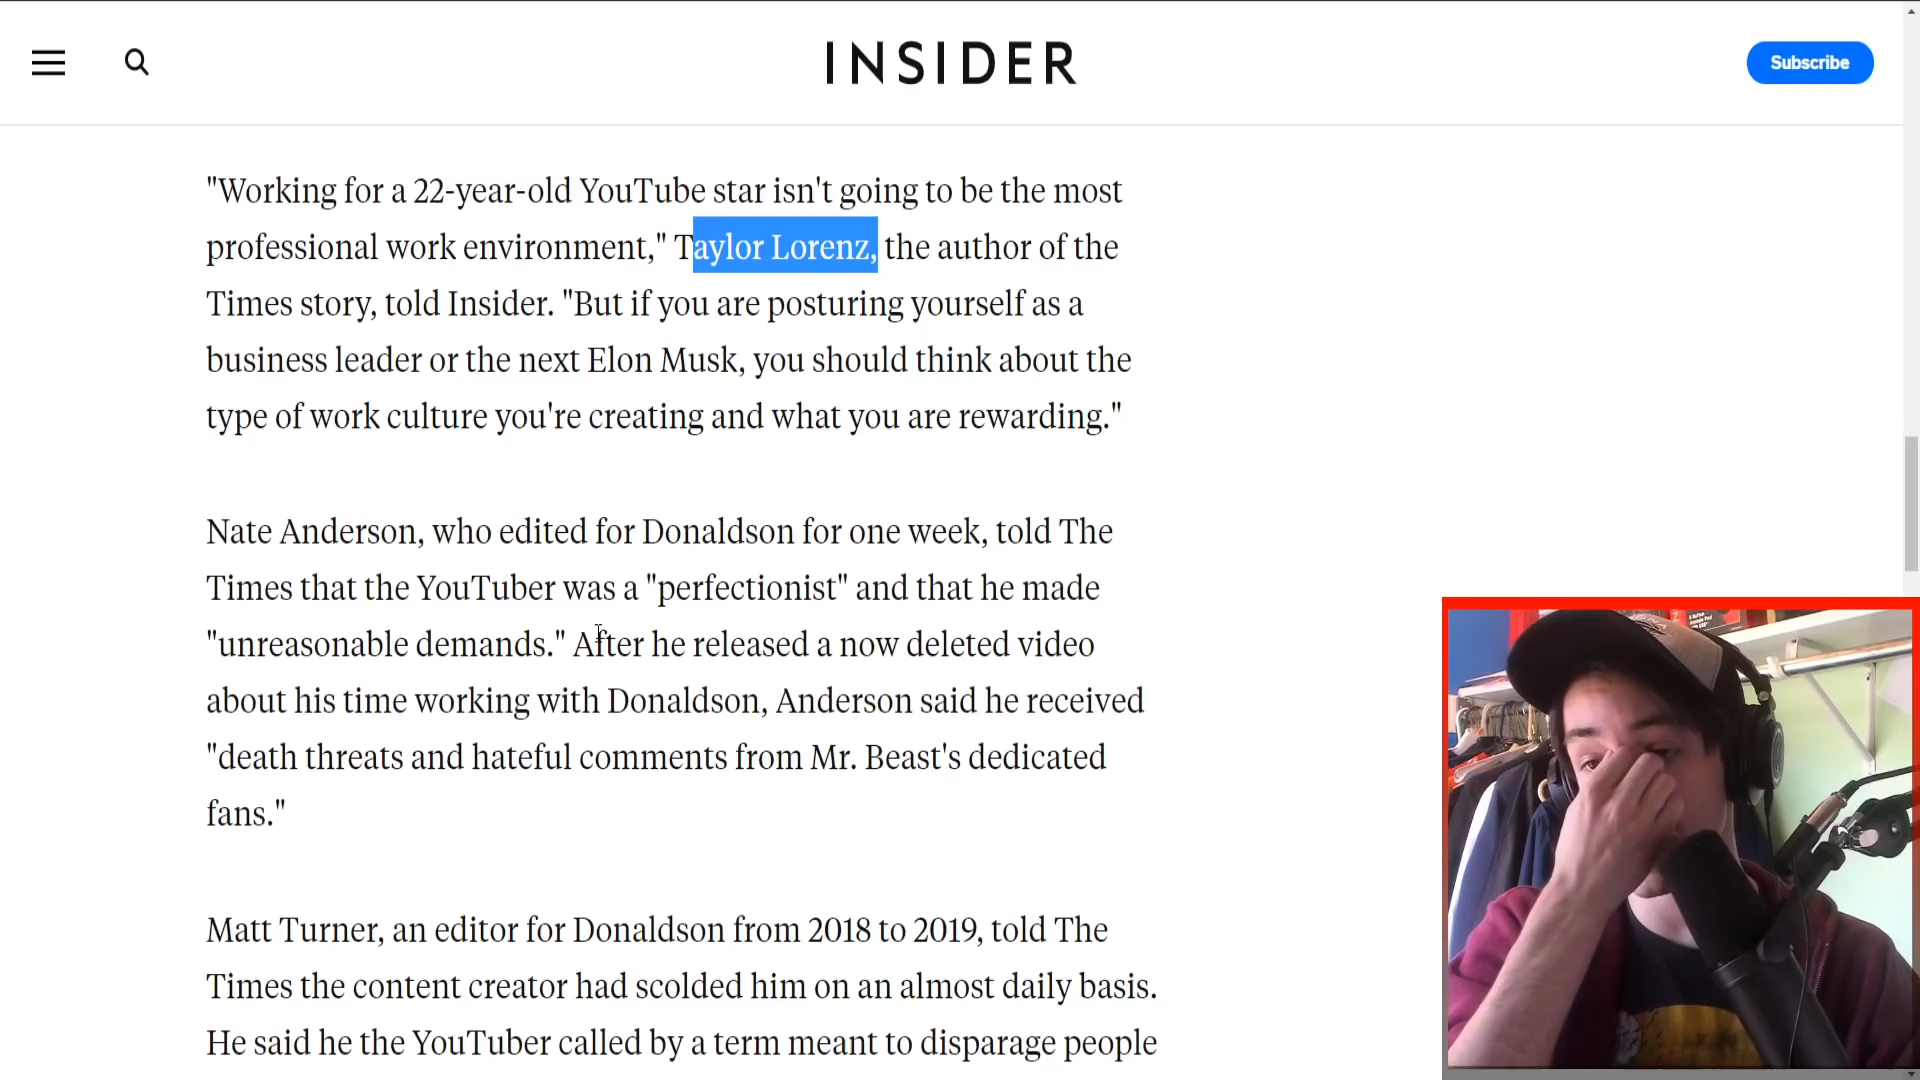 INSIDER
Subscribe
"Working for a 22-year-old YouTube star isn't going to be the most
professional work environment," Taylor Lorenz, the author of the
Times story, told Insider. "But if you are posturing yourself as a
business leader or the next Elon Musk, you should think about the
type of work culture you're creating and what you are rewarding."
Nate Anderson, who edited for Donaldson for one week, told The
Times that the YouTuber was a "perfectionist" and that he made
"unreasonable demands." After he released a now deleted video
about his time working with Donaldson, Anderson said he received
"death threats and hateful comments from Mr. Beast's dedicated
fans."
Matt Turner, an editor for Donaldson from 2018 to 2019, told The
Times the content creator had scolded him on an almost daily basis.
He said he the YouTuber called by a term meant to disparage people